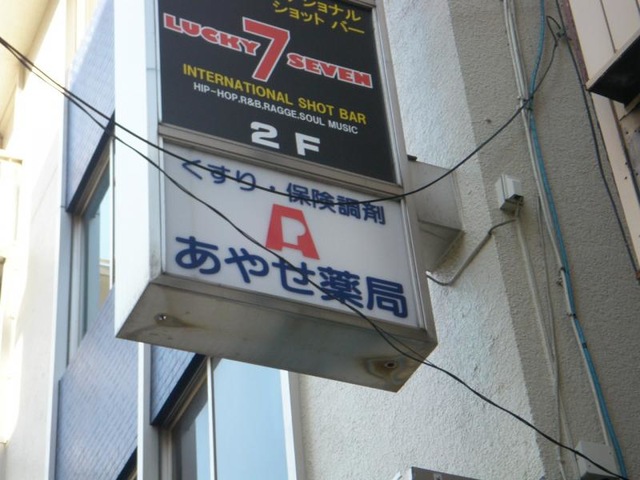 ショナル
ショットバー
LUCKY 7 SEVEN
INTERNATIONAL SHOT BAR
HIP-HOP.R&B.RAGGE.SOUL MUSIC
2F
くすり・保険調剤
あやせ薬局